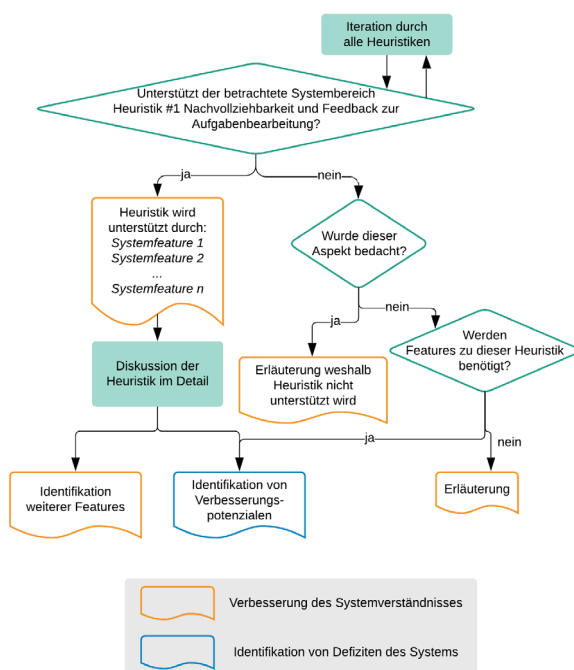 Iteration durch
alle Heuristiken
Unterstützt der betrachtete Systembereich
Heuristik #1 Nachvollziehbarkeit und Feedback zur
Aufgabenbearbeitung?
ja
nein
Heuristik wird
unterstützt durch:
Systemfeature 1
Systemfeature 2
...
Systemfeature n
Wurde dieser
Aspekt bedacht?
ja
nein
Werden
Features zu dieser Heuristik
benötigt?
Diskussion der
Heuristik im Detail
Erläuterung weshalb
Heuristik nicht
unterstützt wird
ja
nein
Identifikation
weiterer Features
Identifikation von
Verbesserungs-
potenzialen
Erläuterung
Verbesserung des Systemverständnisses
Identifikation von Defiziten des Systems